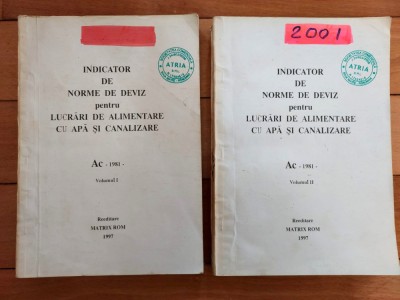 INDICATOR
DE
NORME DE DEVIZ
pentru
LUCRĂRI DE ALIMENTARE
CU APĂ ȘI CANALIZARE
Ac - 1981 -
Volumul I
Reeditare
MATRIX ROM
1997
ATRIA
2001
INDICATOR
DE
NORME DE DEVIZ
pentru
LUCRĂRI DE ALIMENTARE
CU APĂ ȘI CANALIZARE
Ac - 1981 -
Volumul II
Reeditare
MATRIX ROM
1997
ATRIA